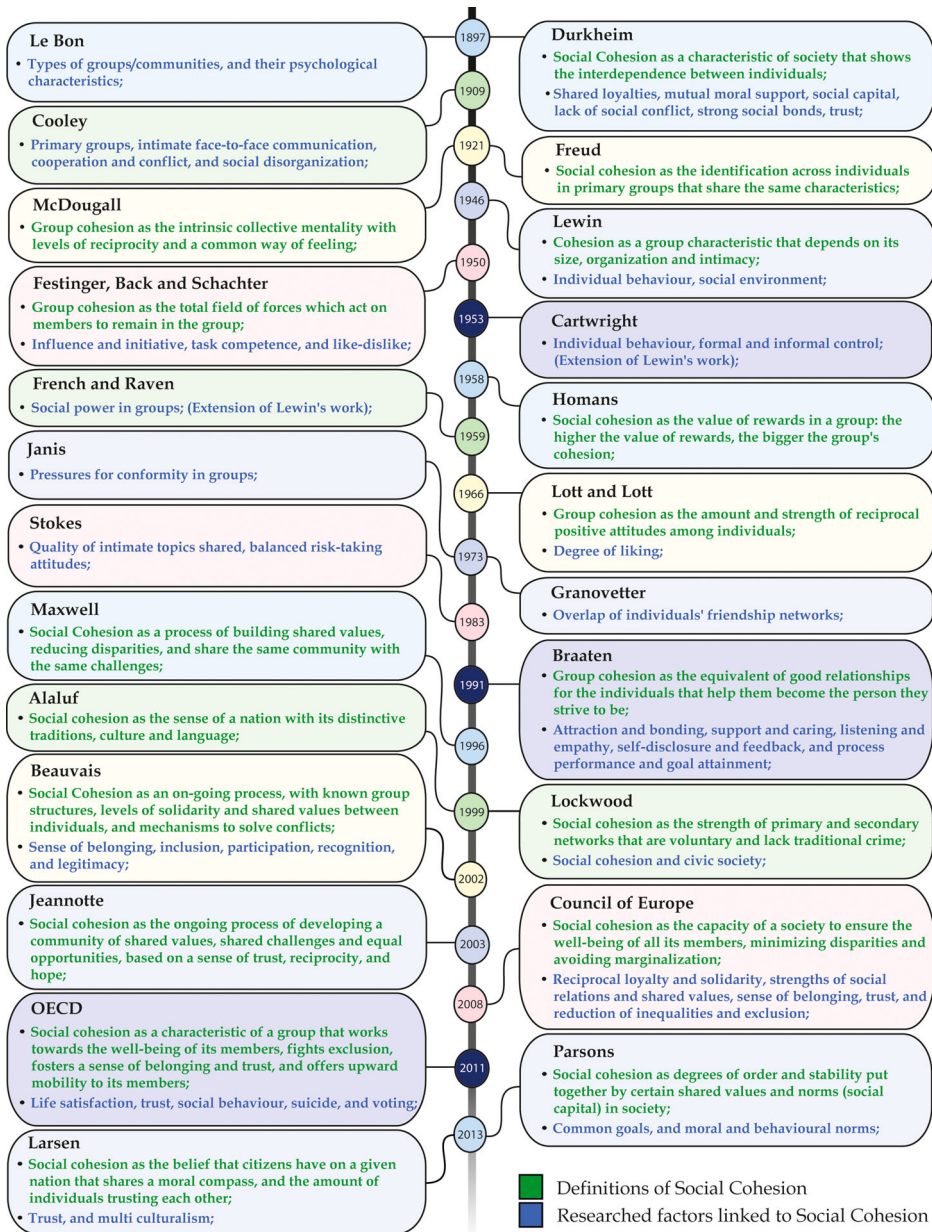 Le Bon
• Types of groups/communities, and their psychological
characteristics;
1897
Durkheim
• Social Cohesion as a characteristic of society that shows
the interdependence between individuals;
• Shared loyalties, mutual moral support, social capital,
lack of social conflict, strong social bonds, trust;
1909
Cooley
• Primary groups, intimate face-to-face communication,
cooperation and conflict, and social disorganization;
1921
Freud
• Social cohesion as the identification across individuals
in primary groups that share the same characteristics;
McDougall
• Group cohesion as the intrinsic collective mentality with
levels of reciprocity and a common way of feeling;
1946
Lewin
• Cohesion as a group characteristic that depends on its
size, organization and intimacy;
• Individual behaviour, social environment;
1950
Festinger, Back and Schachter
• Group cohesion as the total field of forces which act on
members to remain in the group;
• Influence and initiative, task competence, and like-dislike;
1953
Cartwright
• Individual behaviour, formal and informal control;
(Extension of Lewin's work);
1958
Homans
• Social cohesion as the value of rewards in a group: the
higher the value of rewards, the bigger the group's
cohesion;
French and Raven
• Social power in groups; (Extension of Lewin's work);
1959
Janis
• Pressures for conformity in groups;
1966
Lott and Lott
• Group cohesion as the amount and strength of reciprocal
positive attitudes among individuals;
• Degree of liking;
Stokes
• Quality of intimate topics shared, balanced risk-taking
attitudes;
1973
Granovetter
• Overlap of individuals' friendship networks;
1983
Maxwell
• Social Cohesion as a process of building shared values,
reducing disparities, and share the same community with
the same challenges;
1991
Braaten
• Group cohesion as the equivalent of good relationships
for the individuals that help them become the person they
strive to be;
• Attraction and bonding, support and caring, listening and
empathy, self-disclosure and feedback, and process
performance and goal attainment;
Alaluf
• Social cohesion as the sense of a nation with its distinctive
traditions, culture and language;
1996
Beauvais
• Social Cohesion as an on-going process, with known group
structures, levels of solidarity and shared values between
individuals, and mechanisms to solve conflicts;
• Sense of belonging, inclusion, participation, recognition,
and legitimacy;
1999
Lockwood
• Social cohesion as the strength of primary and secondary
networks that are voluntary and lack traditional crime;
• Social cohesion and civic society;
2002
Jeannotte
• Social cohesion as the ongoing process of developing a
community of shared values, shared challenges and equal
opportunities, based on a sense of trust, reciprocity, and
hope;
2003
Council of Europe
• Social cohesion as the capacity of a society to ensure the
well-being of all its members, minimizing disparities and
avoiding marginalization;
• Reciprocal loyalty and solidarity, strengths of social
relations and shared values, sense of belonging, trust, and
reduction of inequalities and exclusion;
2008
OECD
• Social cohesion as a characteristic of a group that works
towards the well-being of its members, fights exclusion,
fosters a sense of belonging and trust, and offers upward
mobility to its members;
• Life satisfaction, trust, social behaviour, suicide, and voting;
2011
Parsons
• Social cohesion as degrees of order and stability put
together by certain shared values and norms (social
capital) in society;
• Common goals, and moral and behavioural norms;
2013
Larsen
• Social cohesion as the belief that citizens have on a given
nation that shares a moral compass, and the amount of
individuals trusting each other;
• Trust, and multi culturalism;
Definitions of Social Cohesion
Researched factors linked to Social Cohesion